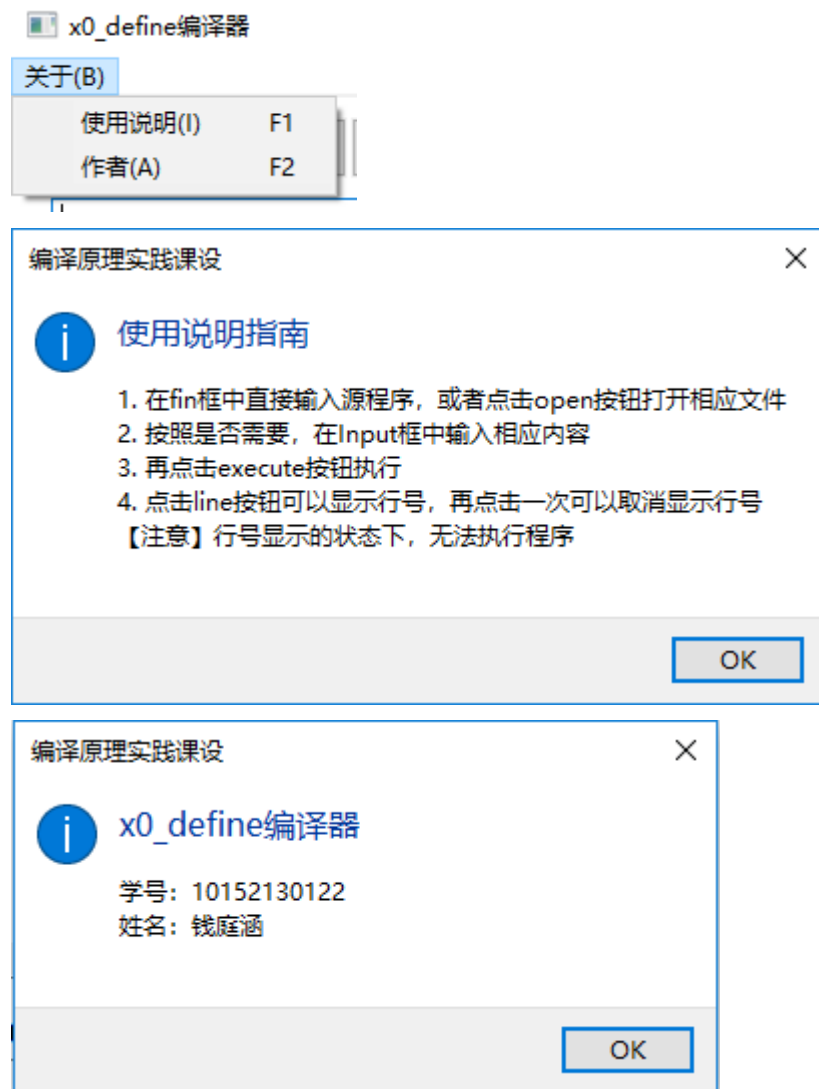 x0_define编译器
关于(B)
使用说明(I) F1
作者(A) F2
编译原理实践课设
使用说明指南
1. 在fin框中直接输入源程序，或者点击open按钮打开相应文件
2. 按照是否需要，在Input框中输入相应内容
3. 再点击execute按钮执行
4. 点击line按钮可以显示行号，再点击一次可以取消显示行号
【注意】行号显示的状态下，无法执行程序
OK
编译原理实践课设
x0_define编译器
学号：10152130122
姓名：钱庭涵
OK